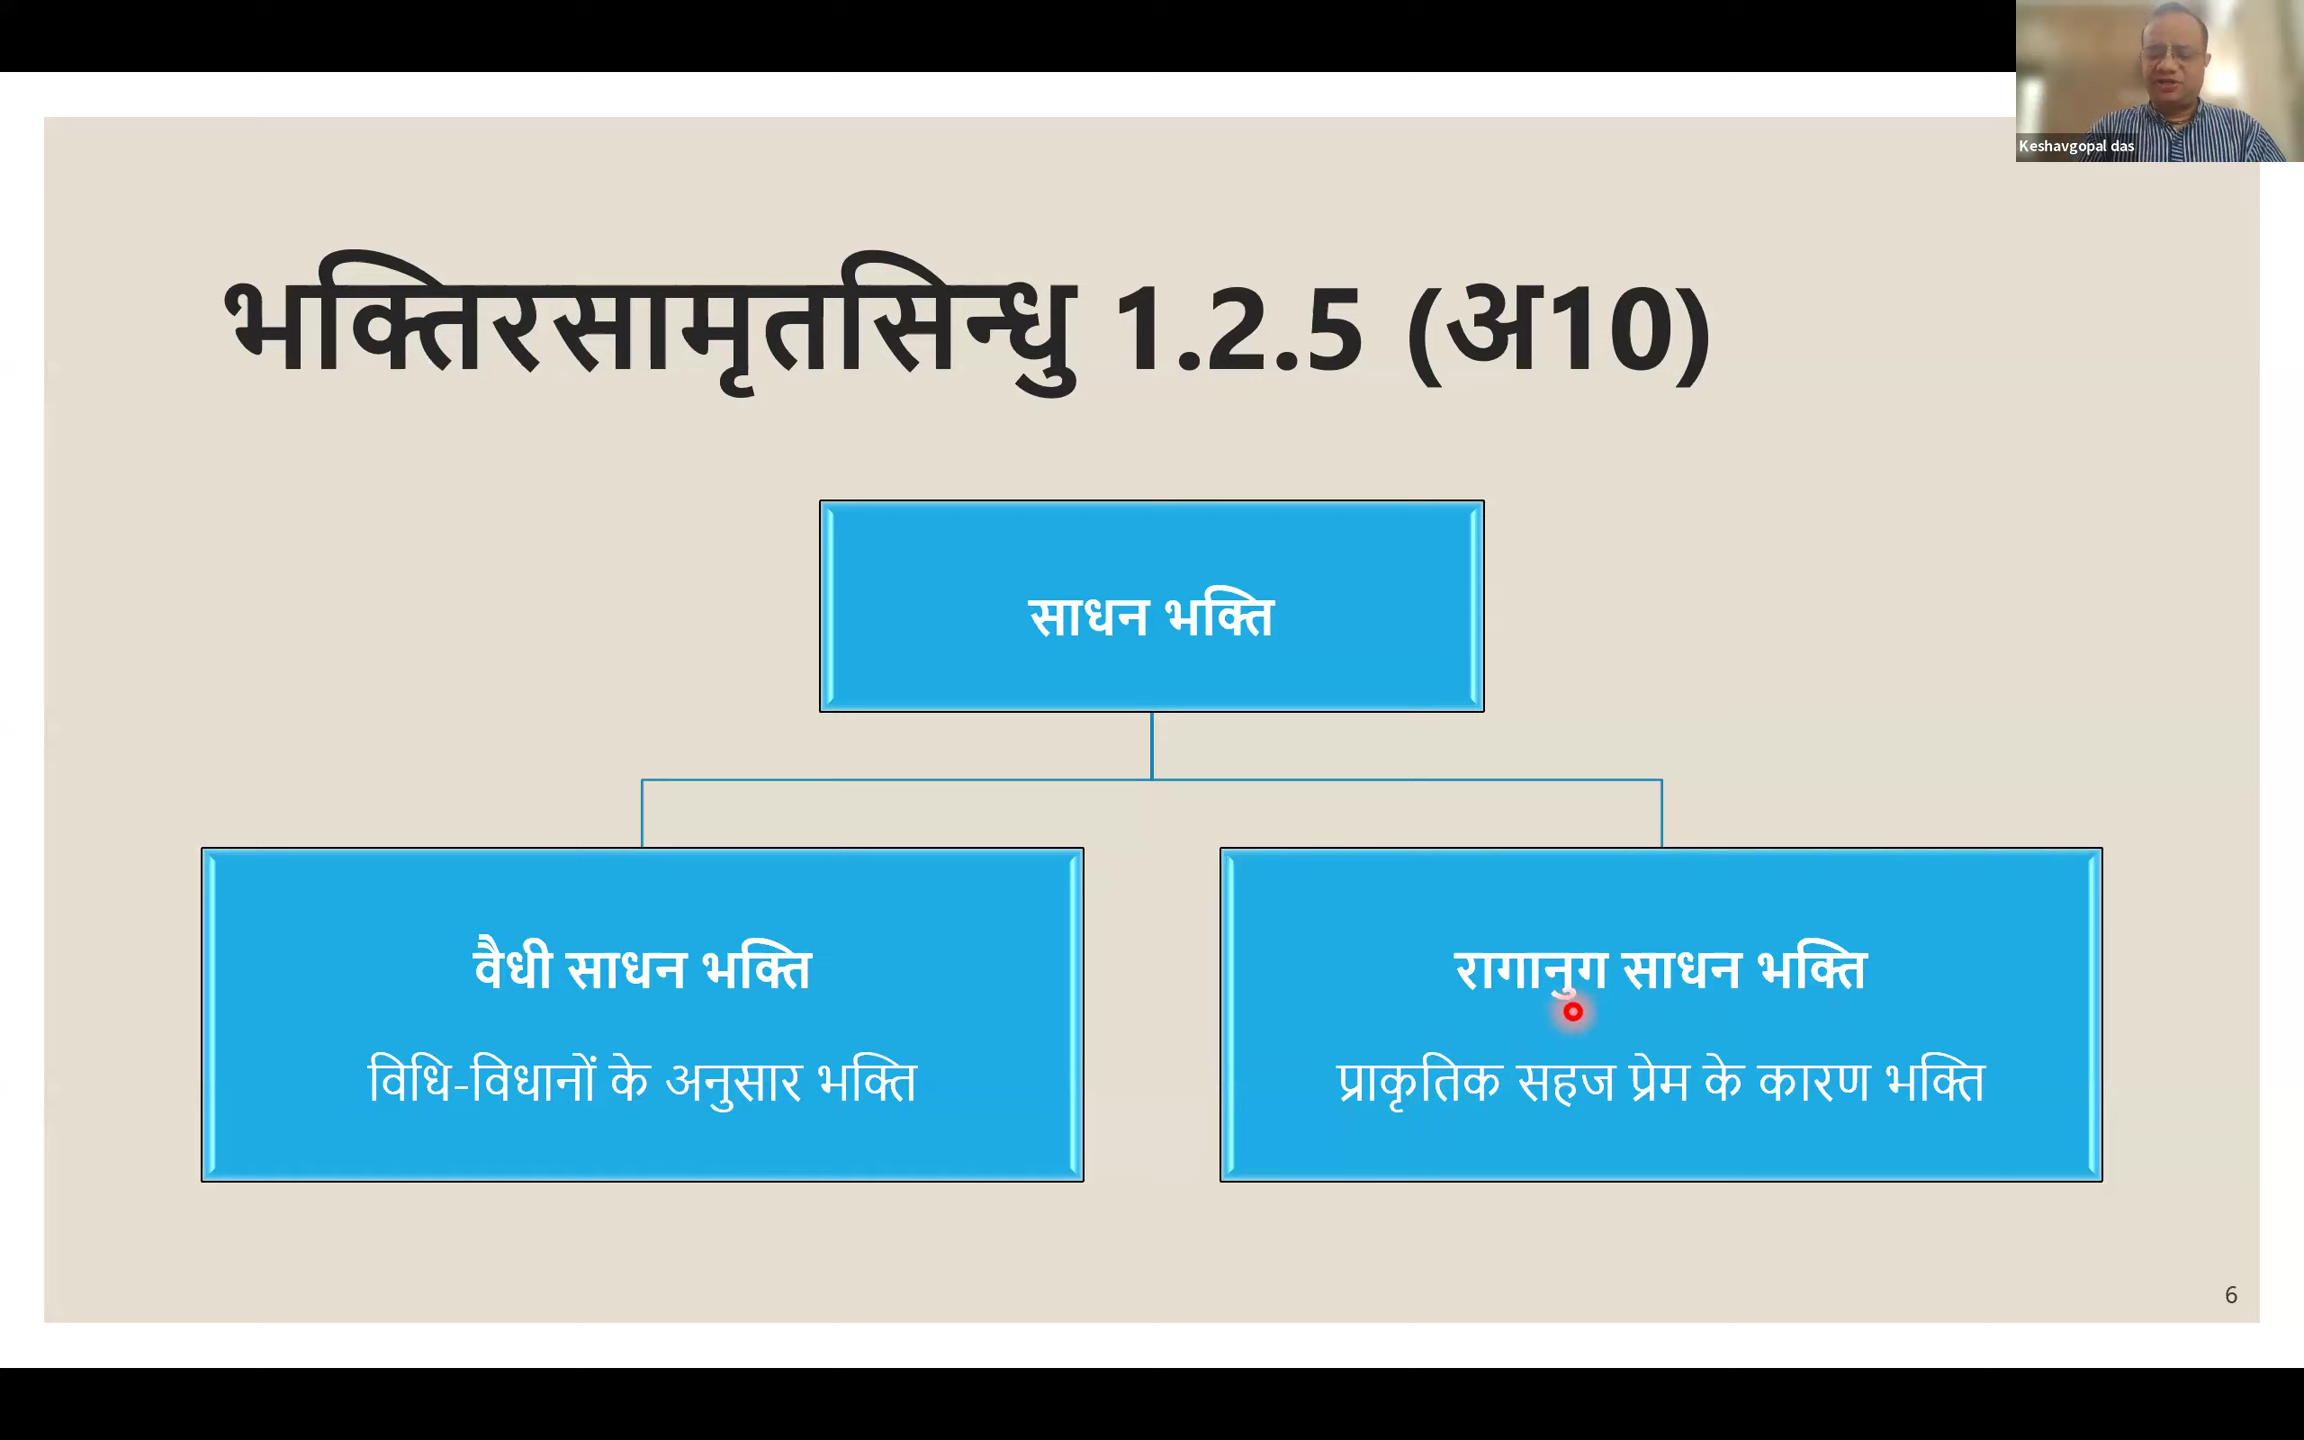 Keshavgopal das
भक्तिरसामृतसिन्धु 1.2.5 (अ10)
साधन भक्ति
वैधी साधन भक्ति
विधि-विधानों के अनुसार भक्ति
रागानुग साधन भक्ति
प्राकृतिक सहज प्रेम के कारण भक्ति
6